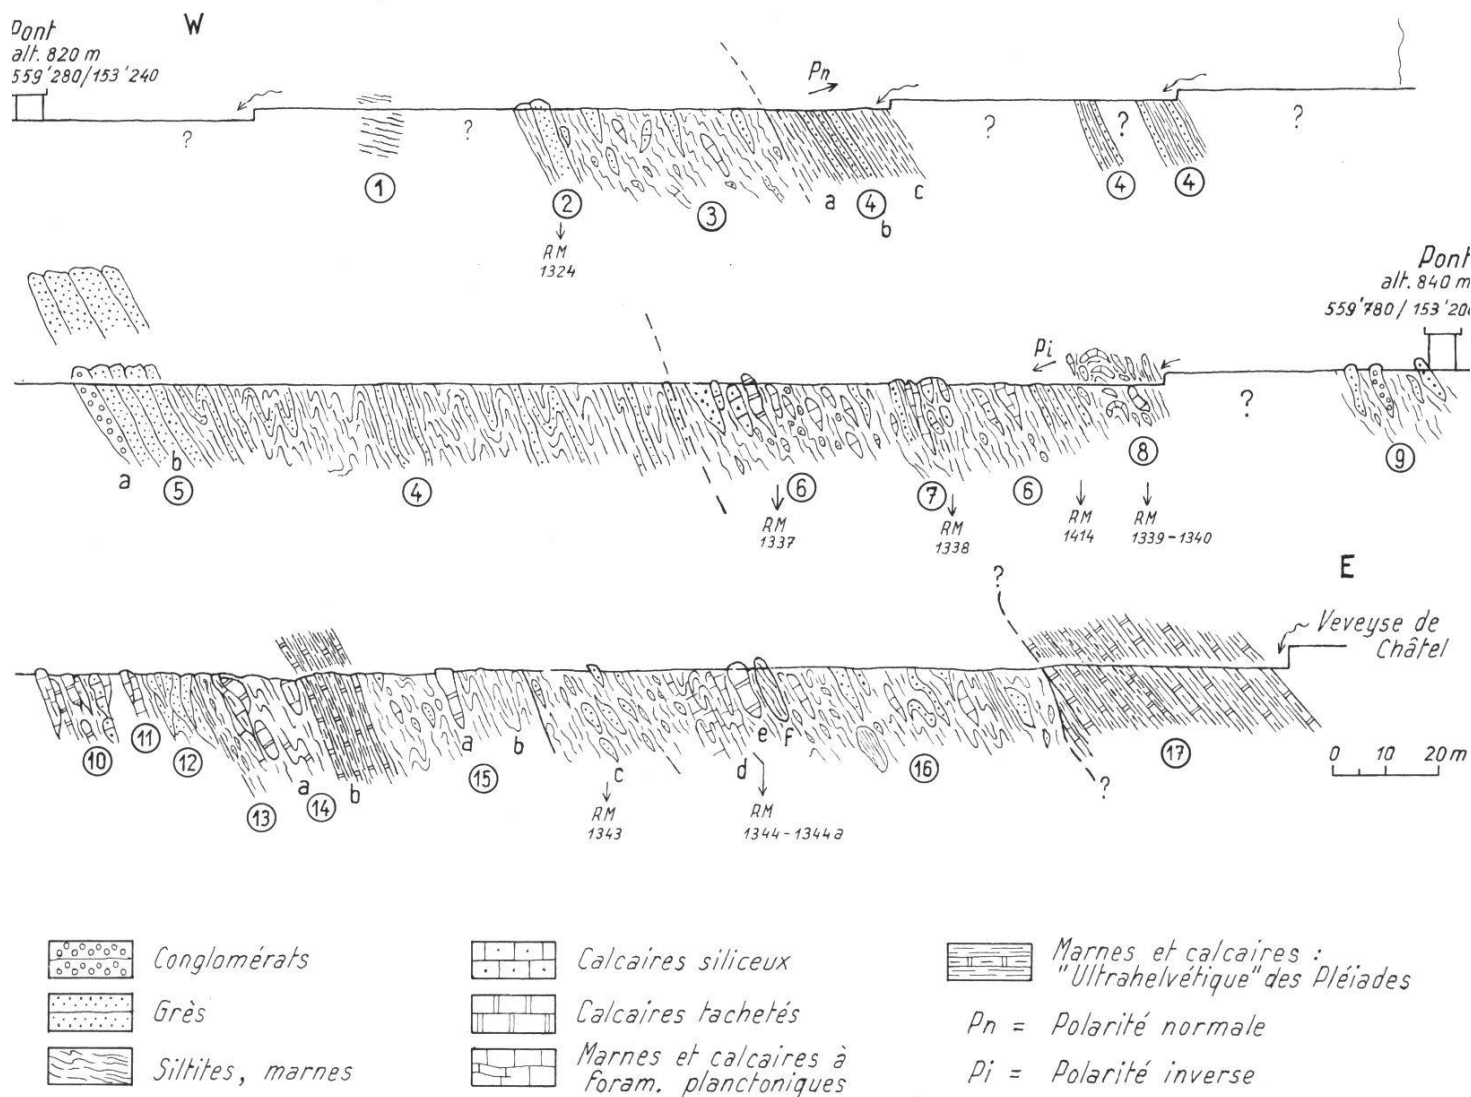 W
Pont
alt. 820 m
559'280/153'240
Pn
?
?
?
?
?
1
2
3
a
4
c
b
4
4
RM
1324
Pont
alt. 840 m
559'780 / 153'200
Pi
?
a
b
5
4
6
7
6
8
9
RM
1337
RM
1338
RM
1414
RM
1339-1340
E
?
Veveyse de
Châtel
10
11
12
13
a
14
b
a
15
b
c
d
e
f
16
17
?
0 10 20 m
RM
1343
RM
1344-1344a
Conglomérats
Grès
Siltites, marnes
Calcaires siliceux
Calcaires tachetés
Marnes et calcaires à
foram. planctoniques
Marnes et calcaires :
"Ultrahelvétique" des Pléiades
Pn = Polarité normale
Pi = Polarité inverse